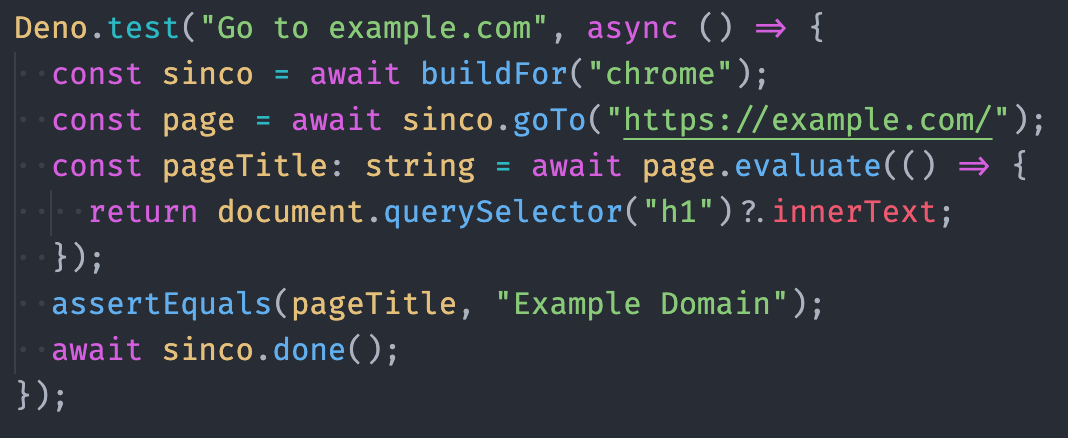 Deno.test("Go to example.com", async () => {
  const sinco = await buildFor("chrome");
  const page = await sinco.goTo("https://example.com/");
  const pageTitle: string = await page.evaluate(() => {
    return document.querySelector("h1")?.innerText;
  });
  assertEquals(pageTitle, "Example Domain");
  await sinco.done();
});